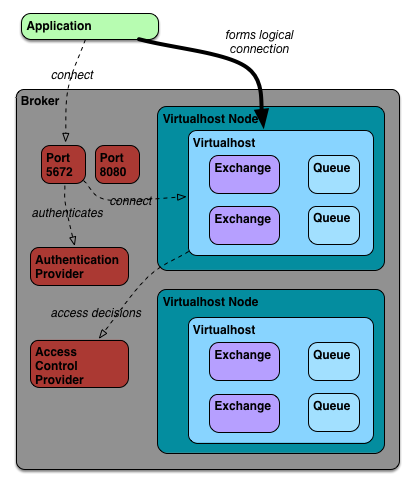 Application
forms logical
connection
connect
Broker
Virtualhost Node
Virtualhost
Port
5672
Port
8080
Exchange
Queue
connect
authenticates
Exchange
Queue
Authentication
Provider
access decisions
Virtualhost Node
Virtualhost
Access
Control
Provider
Exchange
Queue
Exchange
Queue